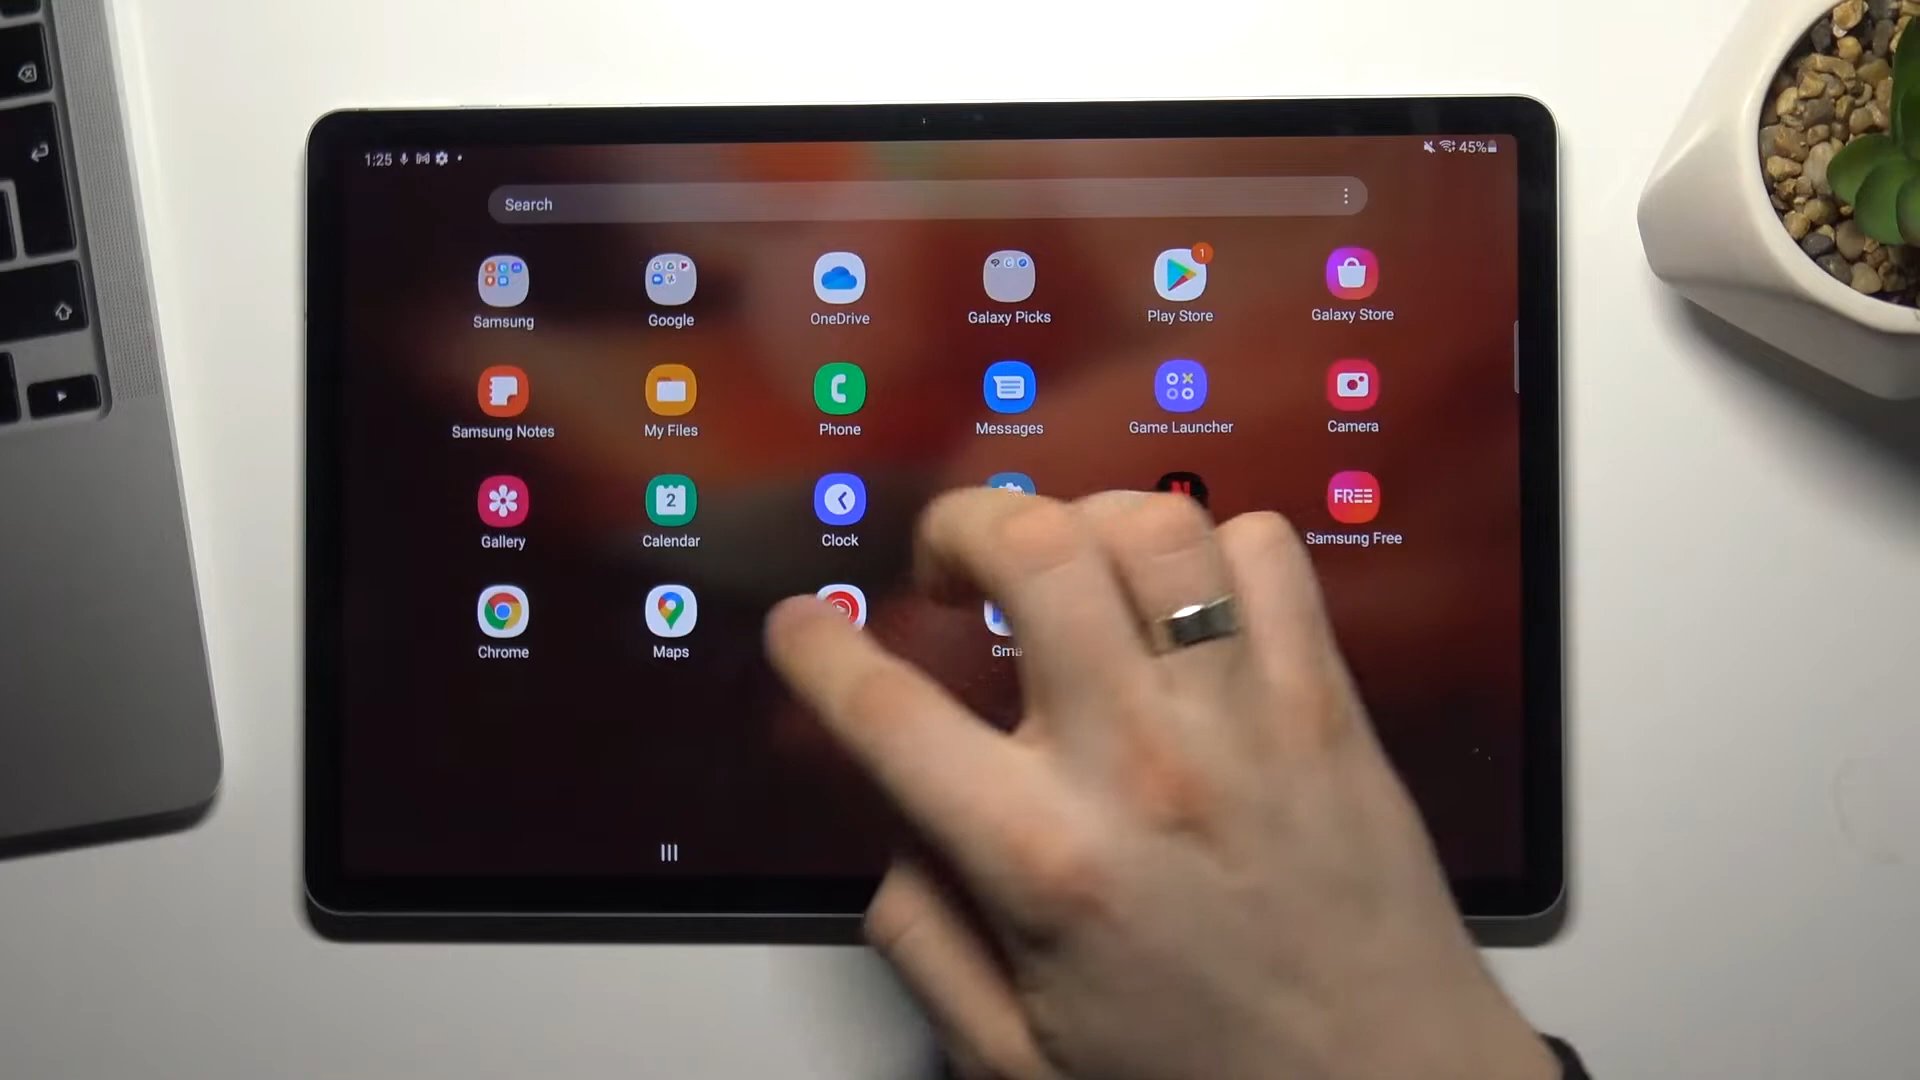 1:25
45%
Search
1
Samsung
Google
OneDrive
Galaxy Picks
Play Store
Galaxy Store
Samsung Notes
My Files
Phone
Messages
Game Launcher
Camera
2
FREE
Gallery
Calendar
Clock
Samsung Free
Chrome
Maps